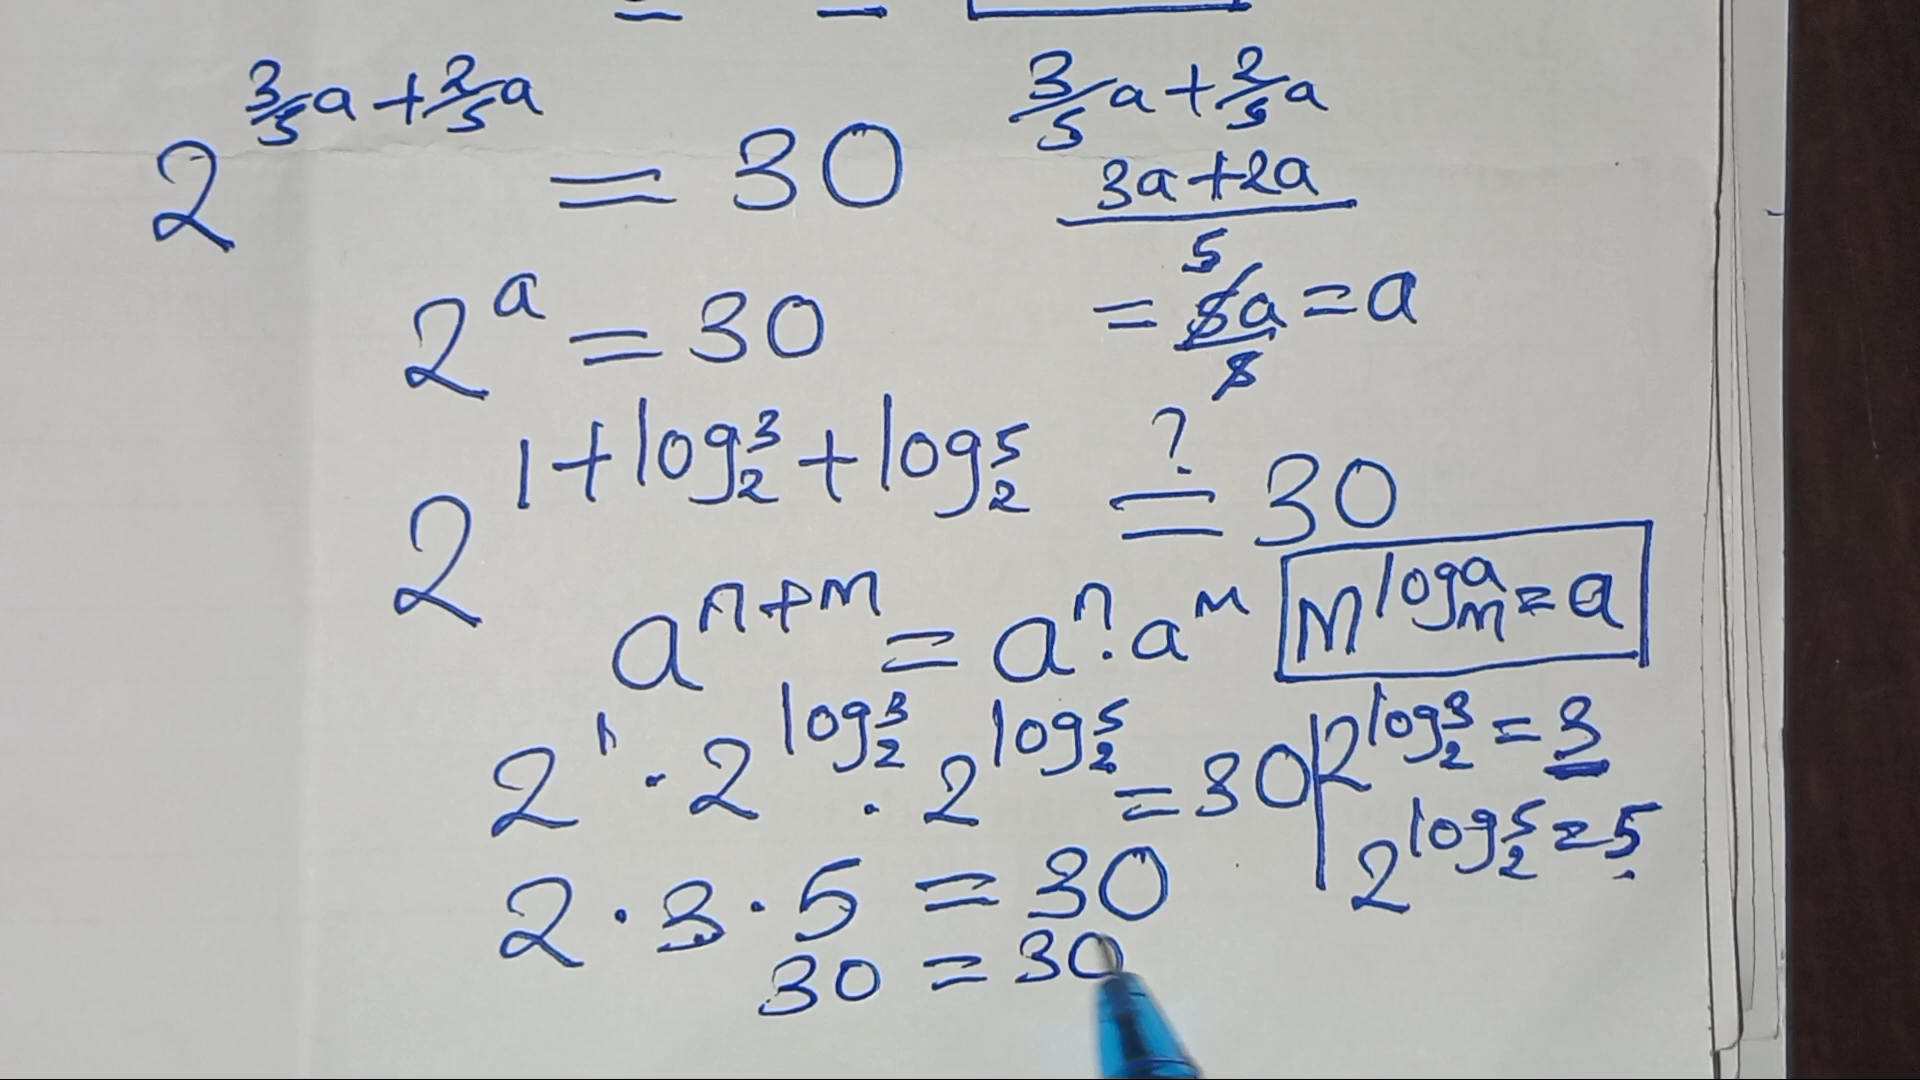 2^(3/5a+2/5a) = 30
3/5a+2/5a
3a+2a
5
2^a = 30
= 5a/5 = a
2^(1+log₂3+log₂5) ?= 30
a^(n+m) = a^n.a^m
m^(logₘa) = a
2^1 . 2^(log₂3) . 2^(log₂5) = 30
2^(log₂3) = 3
2^(log₂5) = 5.
2.3.5 = 30
30 = 30